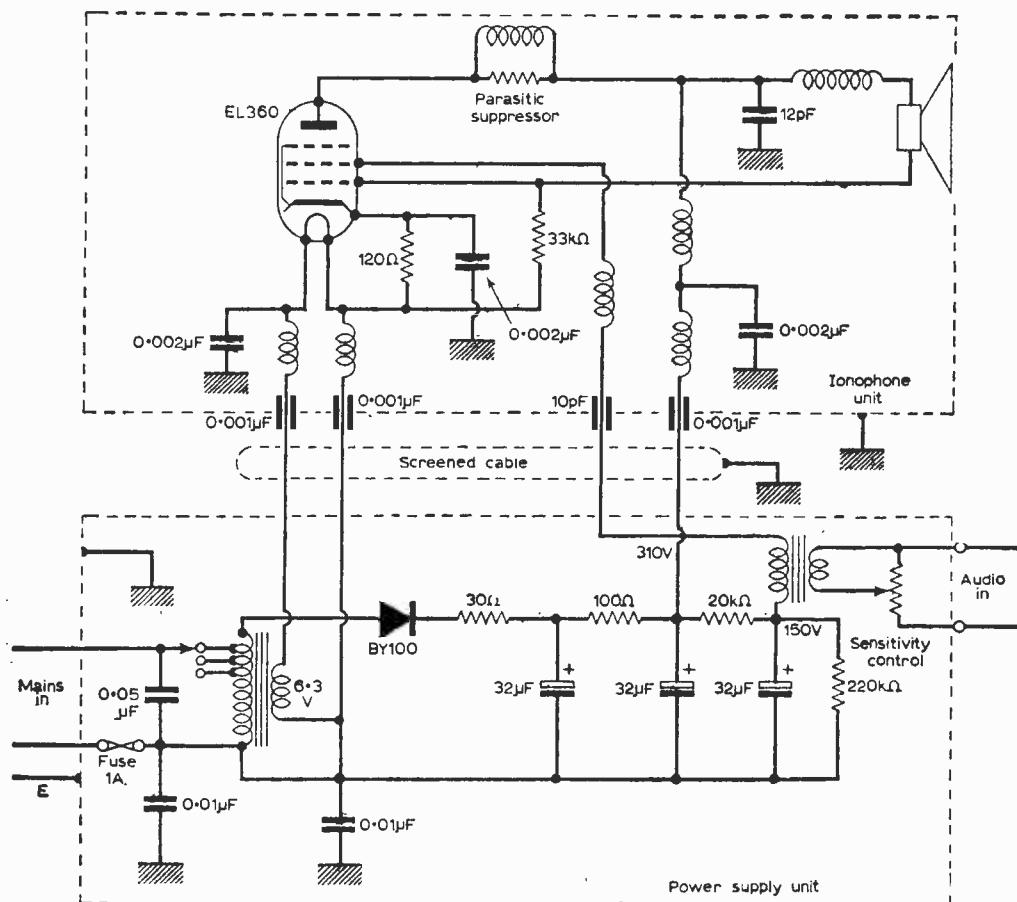 EL360
Parasitic
suppressor
12pF
120Ω
33kΩ
0·002μF
0·002μF
0·002μF
Ionophone
unit
0·001μF
0·001μF
10pF
0·001μF
Screened cable
310V
Audio
in
30Ω
100Ω
20kΩ
BY100
150V
Sensitivity
control
Mains
in
0·05
μF
6·3
V
32μF
+
32μF
+
32μF
+
220kΩ
Fuse
1A.
E
0·01μF
0·01μF
Power supply unit